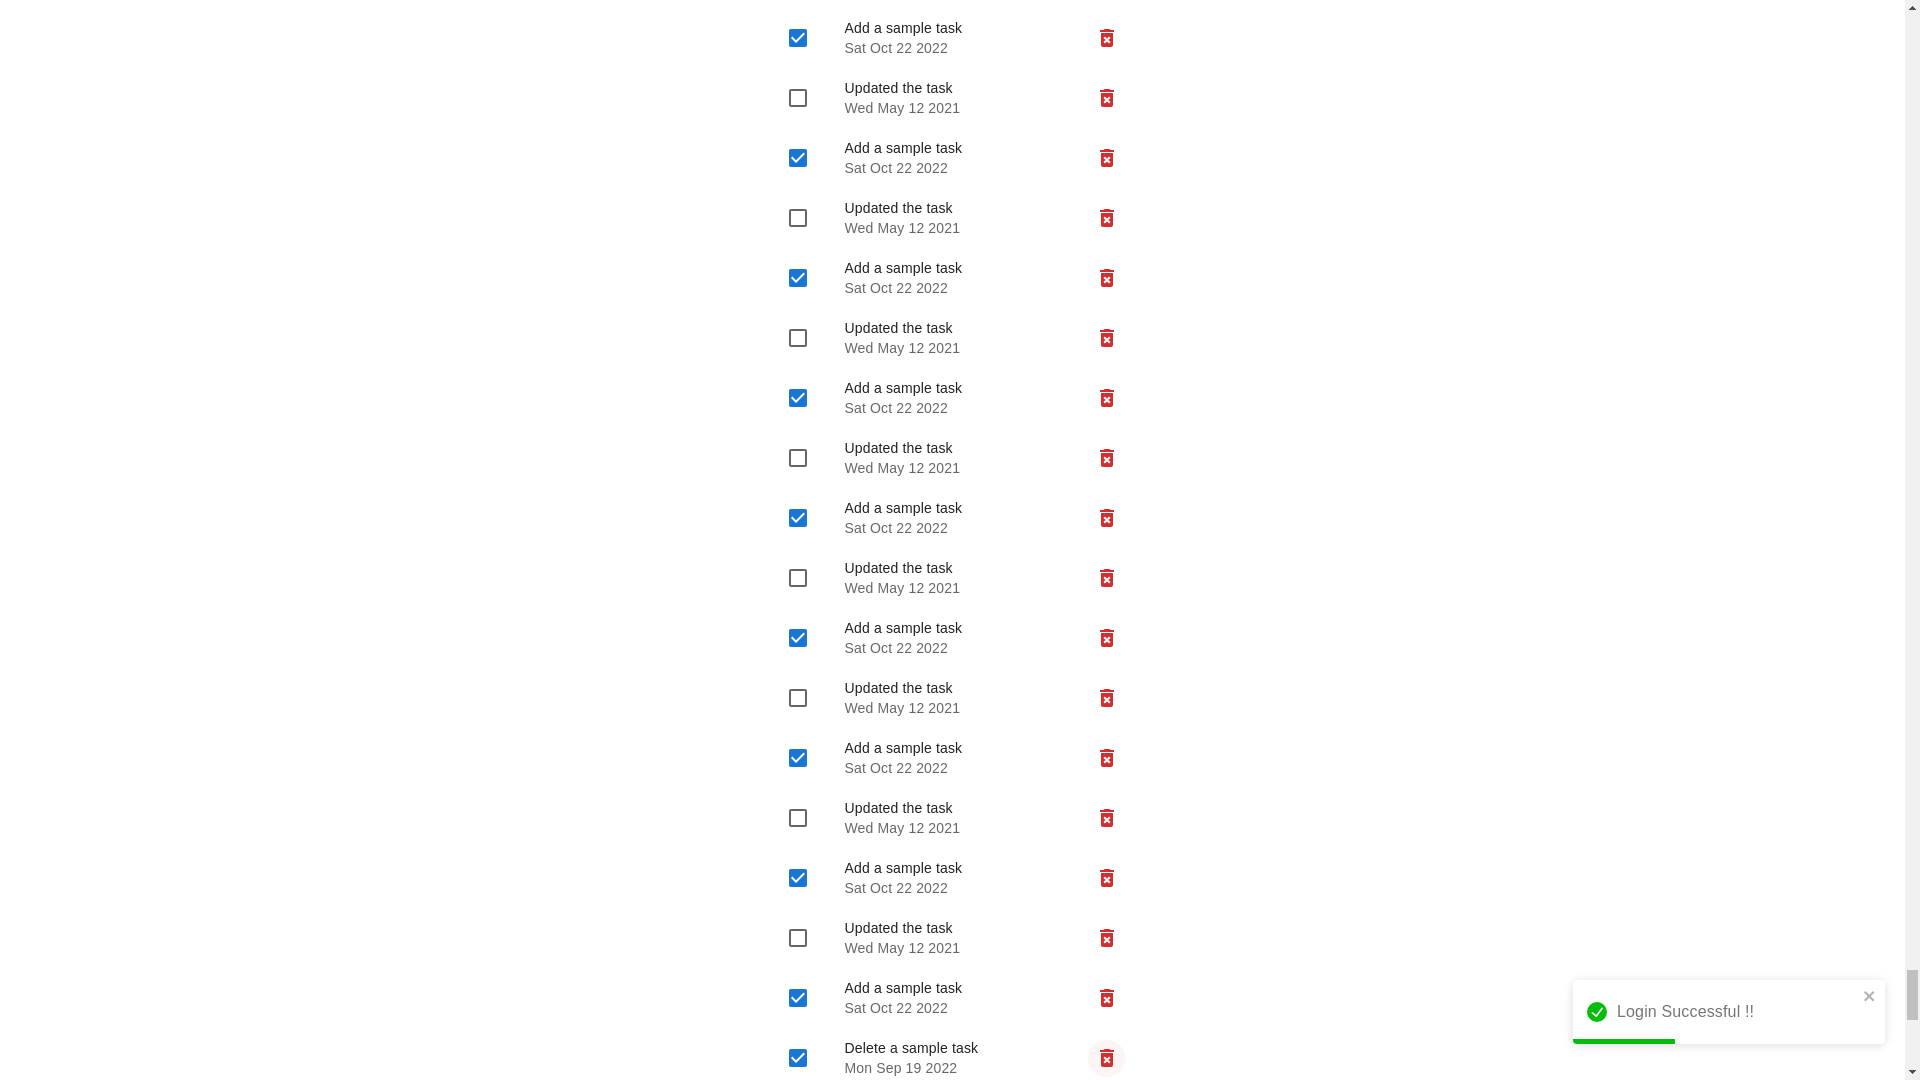 Add a sample task
Sat Oct 22 2022
Updated the task
Wed May 12 2021
Add a sample task
Sat Oct 22 2022
Updated the task
Wed May 12 2021
Add a sample task
Sat Oct 22 2022
Updated the task
Wed May 12 2021
Add a sample task
Sat Oct 22 2022
Updated the task
Wed May 12 2021
Add a sample task
Sat Oct 22 2022
Updated the task
Wed May 12 2021
Add a sample task
Sat Oct 22 2022
Updated the task
Wed May 12 2021
Add a sample task
Sat Oct 22 2022
Updated the task
Wed May 12 2021
Add a sample task
Sat Oct 22 2022
Updated the task
Wed May 12 2021
Add a sample task
Sat Oct 22 2022
Login Successful !!
Delete a sample task
Mon Sep 19 2022